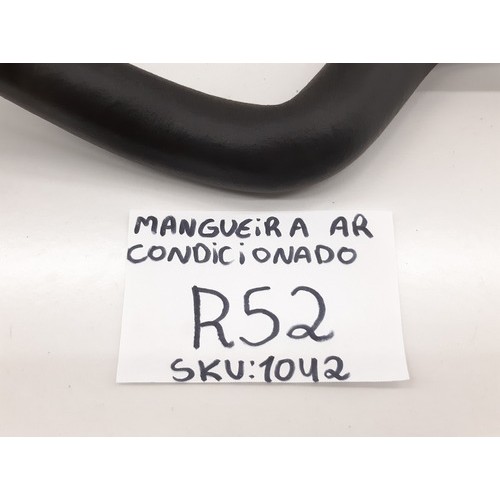 MANGUEIRA AR
CONDICIONADO
R52
SKU:1042